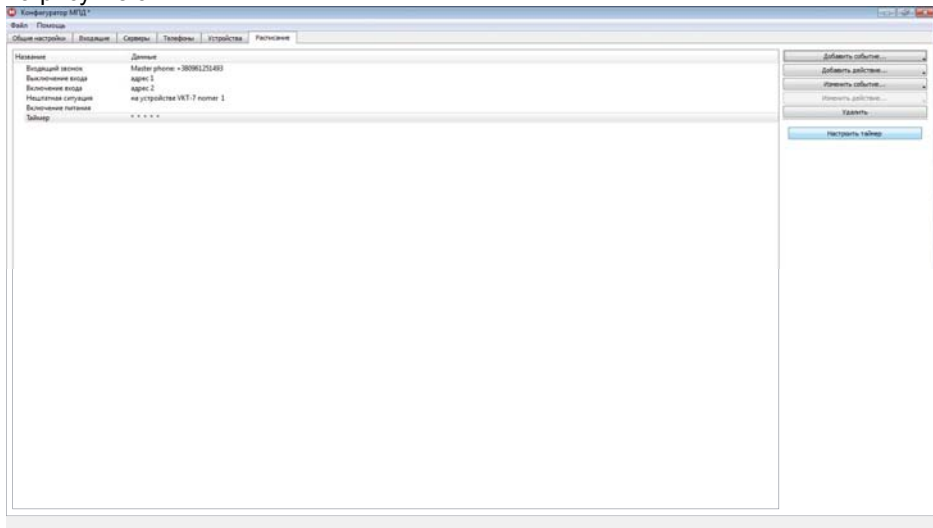 Конфигуратор МПД *
Файл Помощь
Общие настройки Входящие Серверы Телефоны Устройства Расписание
Название Данные
Входящий звонок Master phone: +380961251493
Выключение входа адрес 1
Включение входа адрес 2
Нештатная ситуация на устройстве VKT-7 nomer 1
Включение питания
Таймер * * * * *
Добавить событие...
Добавить действие...
Изменить событие...
Изменить действие...
Удалить
Настроить таймер